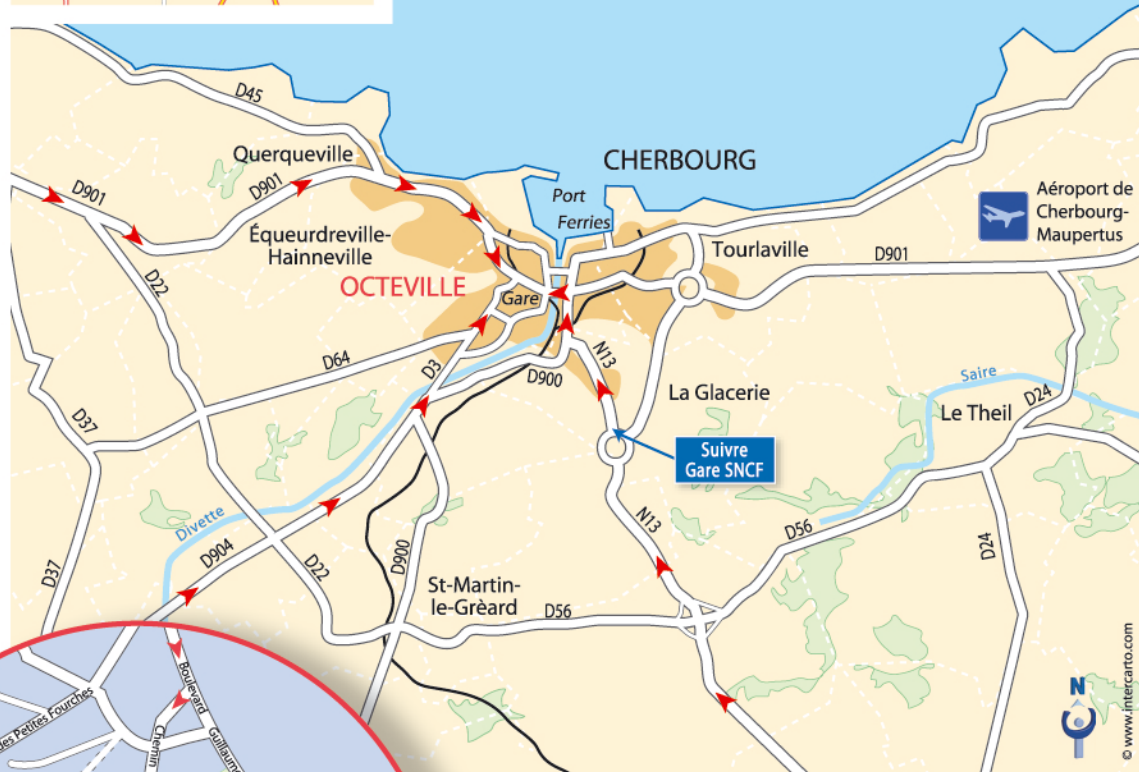 D45
Querqueville
CHERBOURG
Port
Ferries
Aéroport de
Cherbourg-
Maupertus
D901
D901
Équeurdreville-
Hainneville
Tourlaville
D901
D22
OCTEVILLE
Gare
D64
D3
D900
N13
La Glacerie
Saire
D24
Le Theil
D37
Suivre
Gare SNCF
Divette
N13
D56
D904
D900
D24
D37
D22
St-Martin-
le-Grèard
D56
Boulevard
Guillaume
des Petites Fourches
Chemin
N
© www.intercarto.com